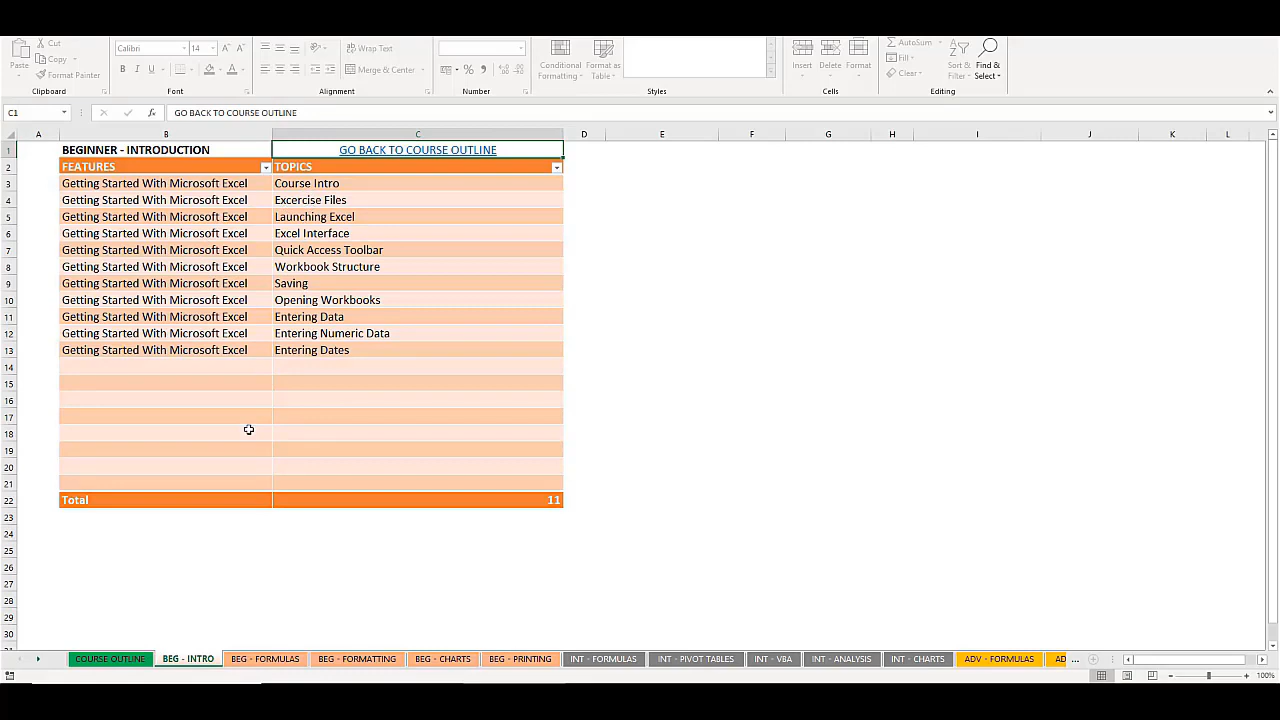 Cut
Calibri 14
Wrap Text
AutoSum
Paste
Copy
Format Painter
Merge & Center
Conditional Formatting
Format as Table
Insert Delete Format
Fill
Clear
Sort & Filter
Find & Select
Clipboard Font Alignment Number Styles Cells Editing
C1 fx GO BACK TO COURSE OUTLINE
A B C D E F G H I J K L
1 BEGINNER - INTRODUCTION GO BACK TO COURSE OUTLINE
2 FEATURES TOPICS
3 Getting Started With Microsoft Excel Course Intro
4 Getting Started With Microsoft Excel Excercise Files
5 Getting Started With Microsoft Excel Launching Excel
6 Getting Started With Microsoft Excel Excel Interface
7 Getting Started With Microsoft Excel Quick Access Toolbar
8 Getting Started With Microsoft Excel Workbook Structure
9 Getting Started With Microsoft Excel Saving
10 Getting Started With Microsoft Excel Opening Workbooks
11 Getting Started With Microsoft Excel Entering Data
12 Getting Started With Microsoft Excel Entering Numeric Data
13 Getting Started With Microsoft Excel Entering Dates
14
15
16
17
18
19
20
21
22 Total 11
23
24
25
26
27
28
29
30
COURSE OUTLINE BEG - INTRO BEG - FORMULAS BEG - FORMATTING BEG - CHARTS BEG - PRINTING INT - FORMULAS INT - PIVOT TABLES INT - VBA INT - ANALYSIS INT - CHARTS ADV - FORMULAS AD ...
100%